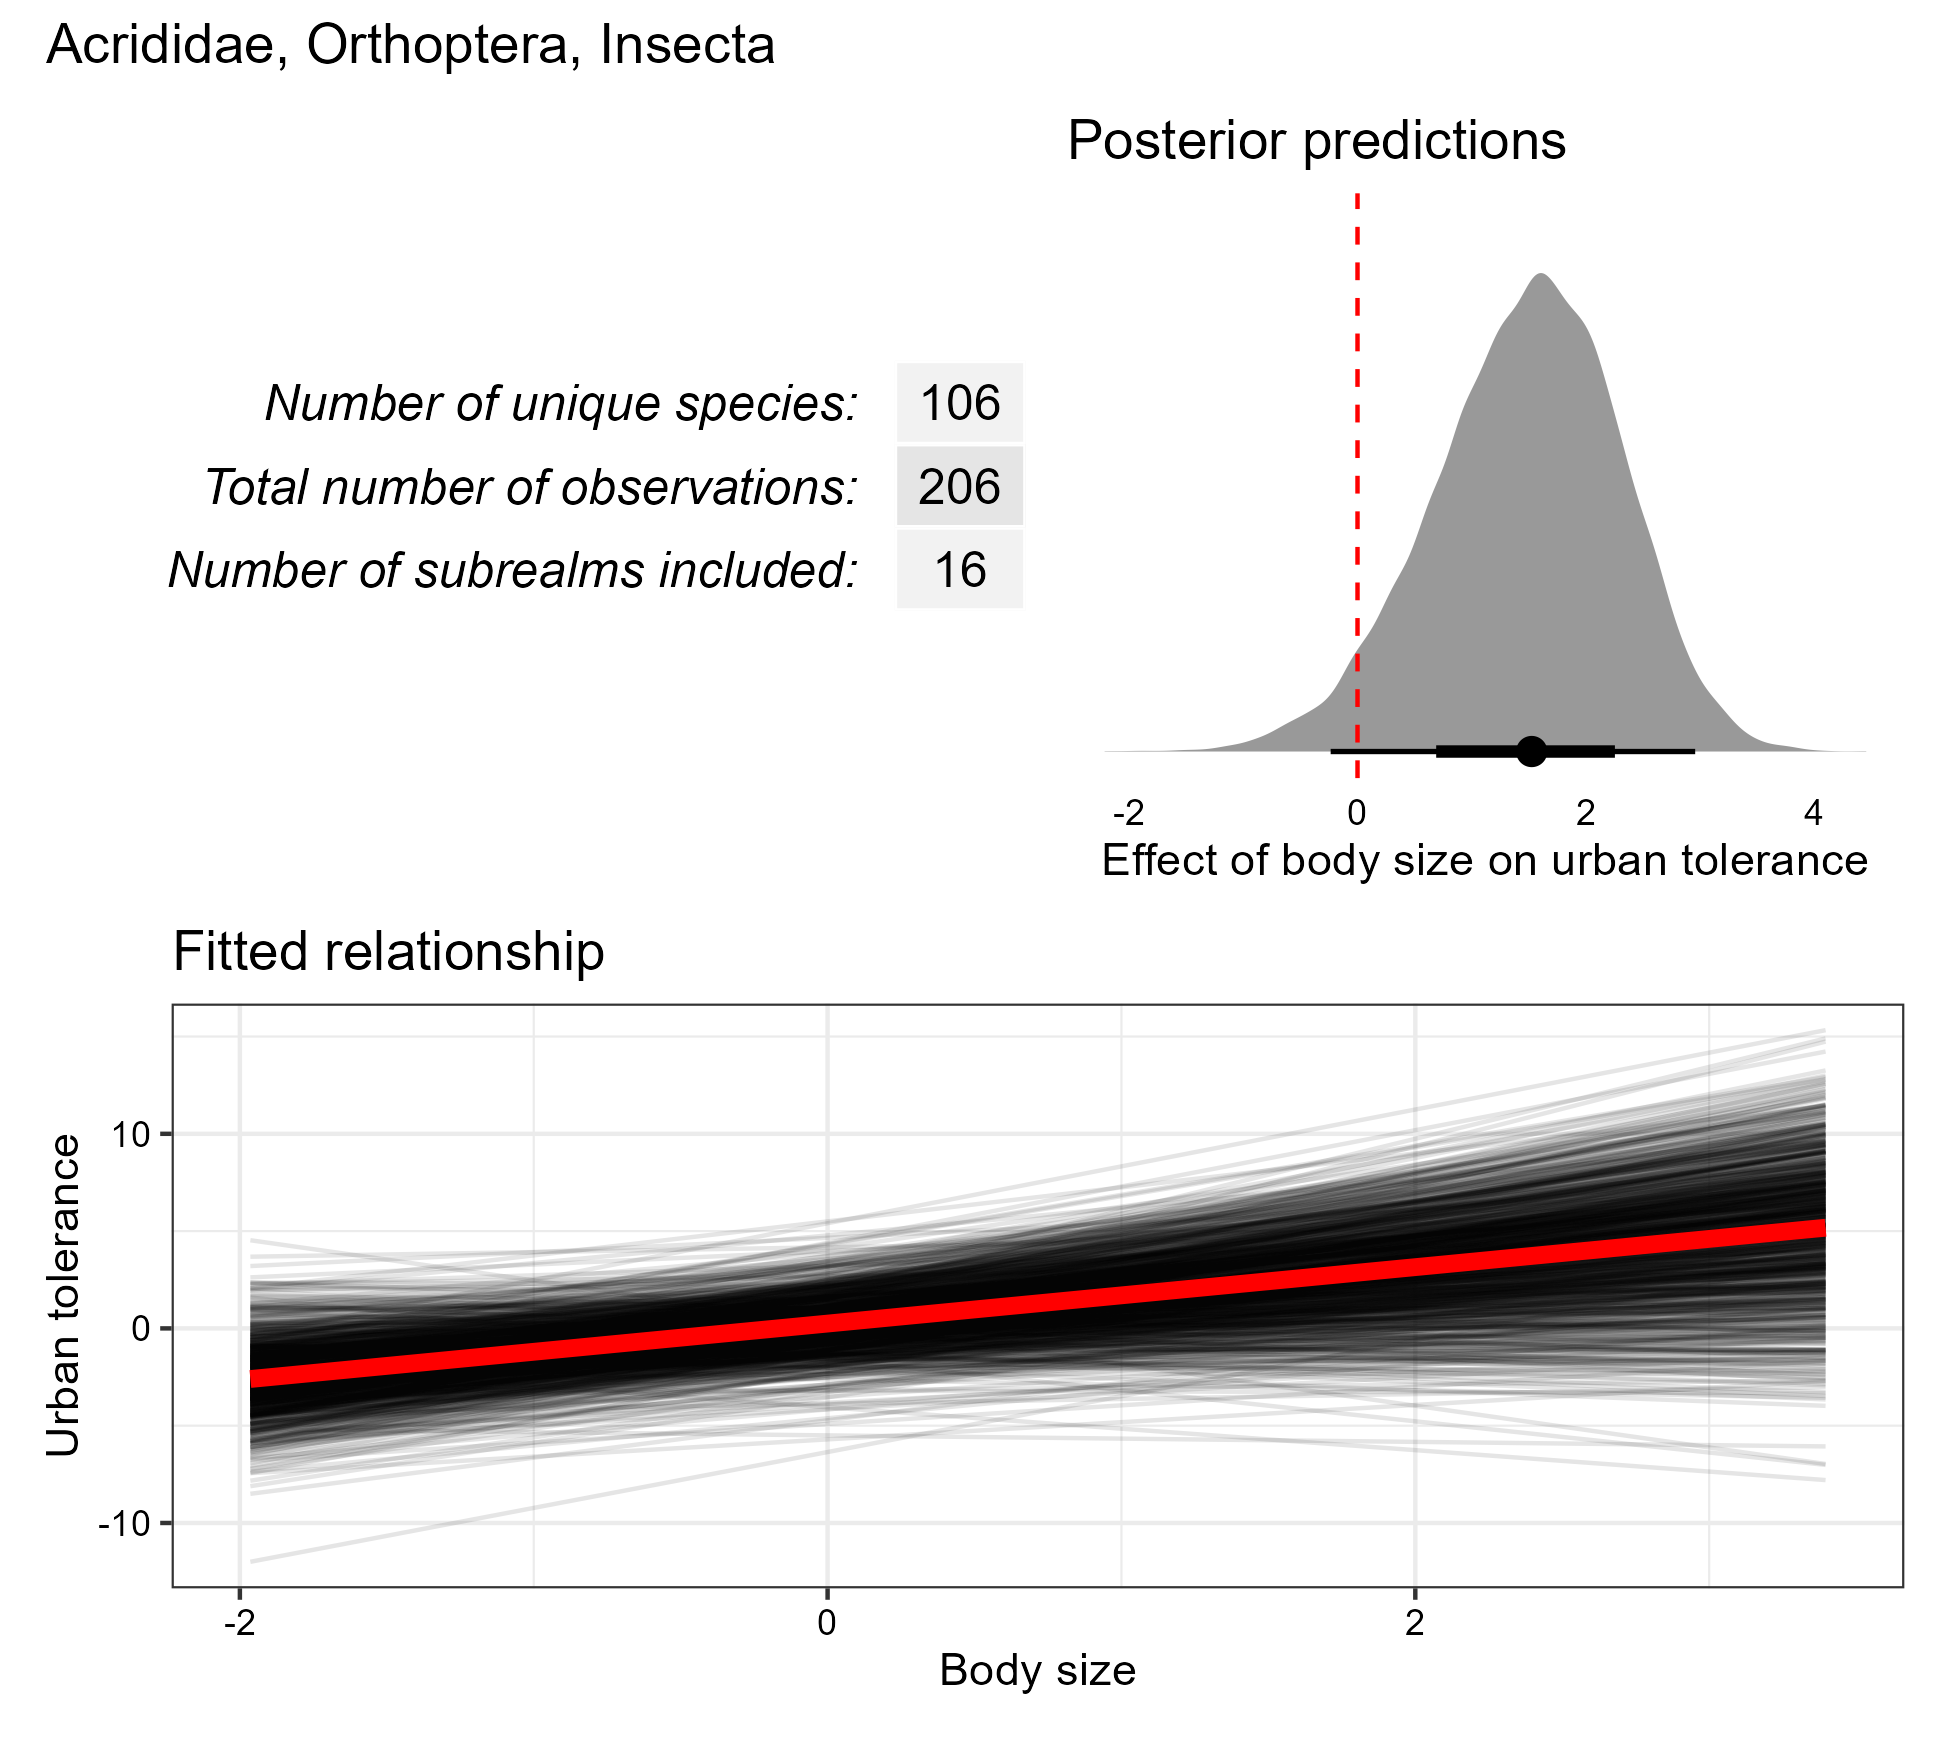 Acrididae, Orthoptera, Insecta
Posterior predictions
Number of unique species: 106
Total number of observations: 206
Number of subrealms included: 16
-2 0 2 4
Effect of body size on urban tolerance
Fitted relationship
Urban tolerance
10
0
-10
-2 0 2
Body size